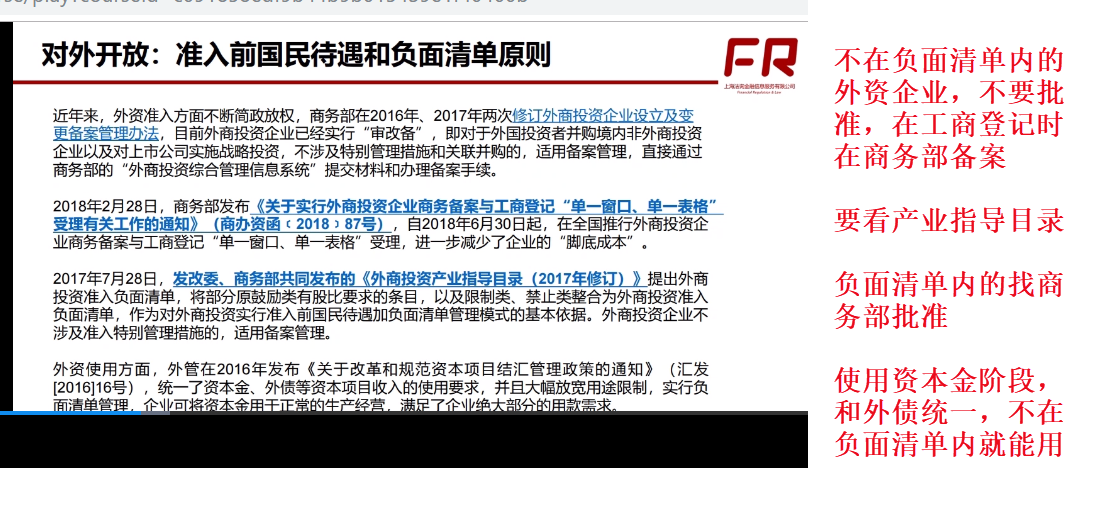 对外开放：准入前国民待遇和负面清单原则
FR
上海法询金融信息服务有限公司
Financial Regulation & Law
近年来，外资准入方面不断简政放权，商务部在2016年、2017年两次修订外商投资企业设立及变
更备案管理办法，目前外商投资企业已经实行“审改备”，即对于外国投资者并购境内非外商投资
企业以及对上市公司实施战略投资，不涉及特别管理措施和关联并购的，适用备案管理，直接通过
商务部的“外商投资综合管理信息系统”提交材料和办理备案手续。
2018年2月28日，商务部发布《关于实行外商投资企业商务备案与工商登记“单一窗口、单一表格”
受理有关工作的通知》（商办资函﹝2018﹞87号），自2018年6月30日起，在全国推行外商投资企
业商务备案与工商登记“单一窗口、单一表格”受理，进一步减少了企业的“脚底成本”。
2017年7月28日，发改委、商务部共同发布的《外商投资产业指导目录（2017年修订）》提出外商
投资准入负面清单，将部分原鼓励类有股比要求的条目，以及限制类、禁止类整合为外商投资准入
负面清单，作为对外商投资实行准入前国民待遇加负面清单管理模式的基本依据。外商投资企业不
涉及准入特别管理措施的，适用备案管理。
外资使用方面，外管在2016年发布《关于改革和规范资本项目结汇管理政策的通知》（汇发
[2016]16号），统一了资本金、外债等资本项目收入的使用要求，并且大幅放宽用途限制，实行负
面清单管理，企业可将资本金用于正常的生产经营，满足了企业绝大部分的用款需求。
不在负面清单内的
外资企业，不要批
准，在工商登记时
在商务部备案
要看产业指导目录
负面清单内的找商
务部批准
使用资本金阶段，
和外债统一，不在
负面清单内就能用